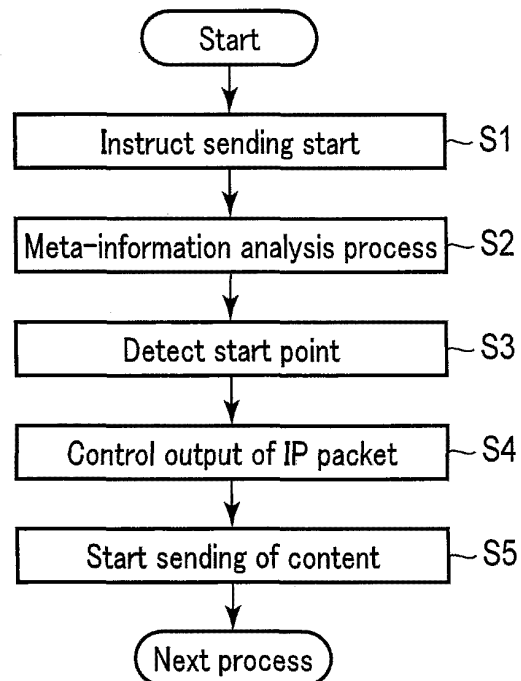 Start
Instruct sending start
S1
Meta-information analysis process
S2
Detect start point
S3
Control output of IP packet
S4
Start sending of content
S5
Next process